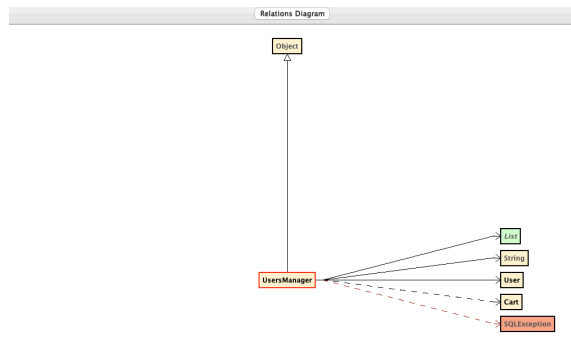 Relations Diagram
Object
List
String
UsersManager
User
Cart
SQLException